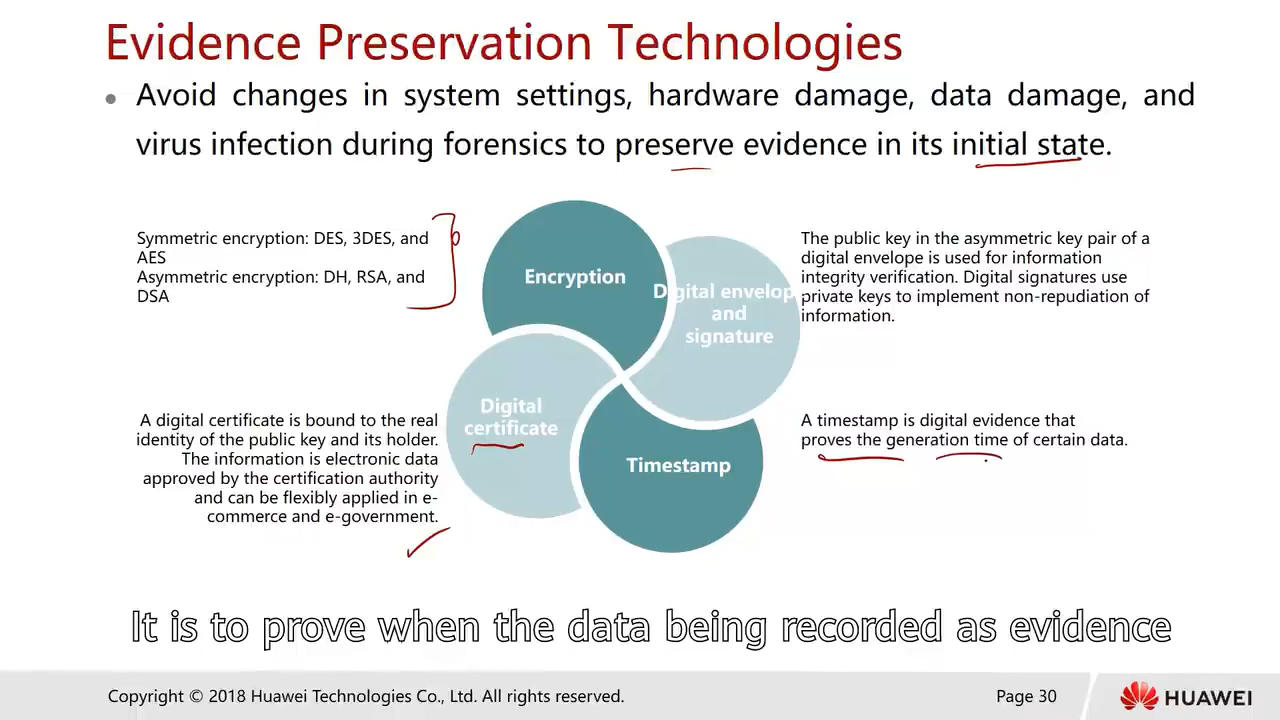 Evidence Preservation Technologies
• Avoid changes in system settings, hardware damage, data damage, and
virus infection during forensics to preserve evidence in its initial state.
Symmetric encryption: DES, 3DES, and
AES
Asymmetric encryption: DH, RSA, and
DSA
Encryption
Digital envelop
and
signature
The public key in the asymmetric key pair of a
digital envelope is used for information
integrity verification. Digital signatures use
private keys to implement non-repudiation of
information.
A digital certificate is bound to the real
identity of the public key and its holder.
The information is electronic data
approved by the certification authority
and can be flexibly applied in e-
commerce and e-government.
Digital
certificate
Timestamp
A timestamp is digital evidence that
proves the generation time of certain data.
It is to prove when the data being recorded as evidence
Copyright © 2018 Huawei Technologies Co., Ltd. All rights reserved.
Page 30
HUAWEI